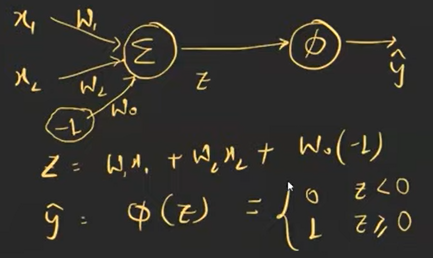 x₁ W₁
Σ ϕ
x₂ W₂ z ŷ
-1 W₀
z = W₁x₁ + W₂x₂ + W₀(-1)
ŷ = ϕ(z) = { 0 z < 0
1 z ≥ 0